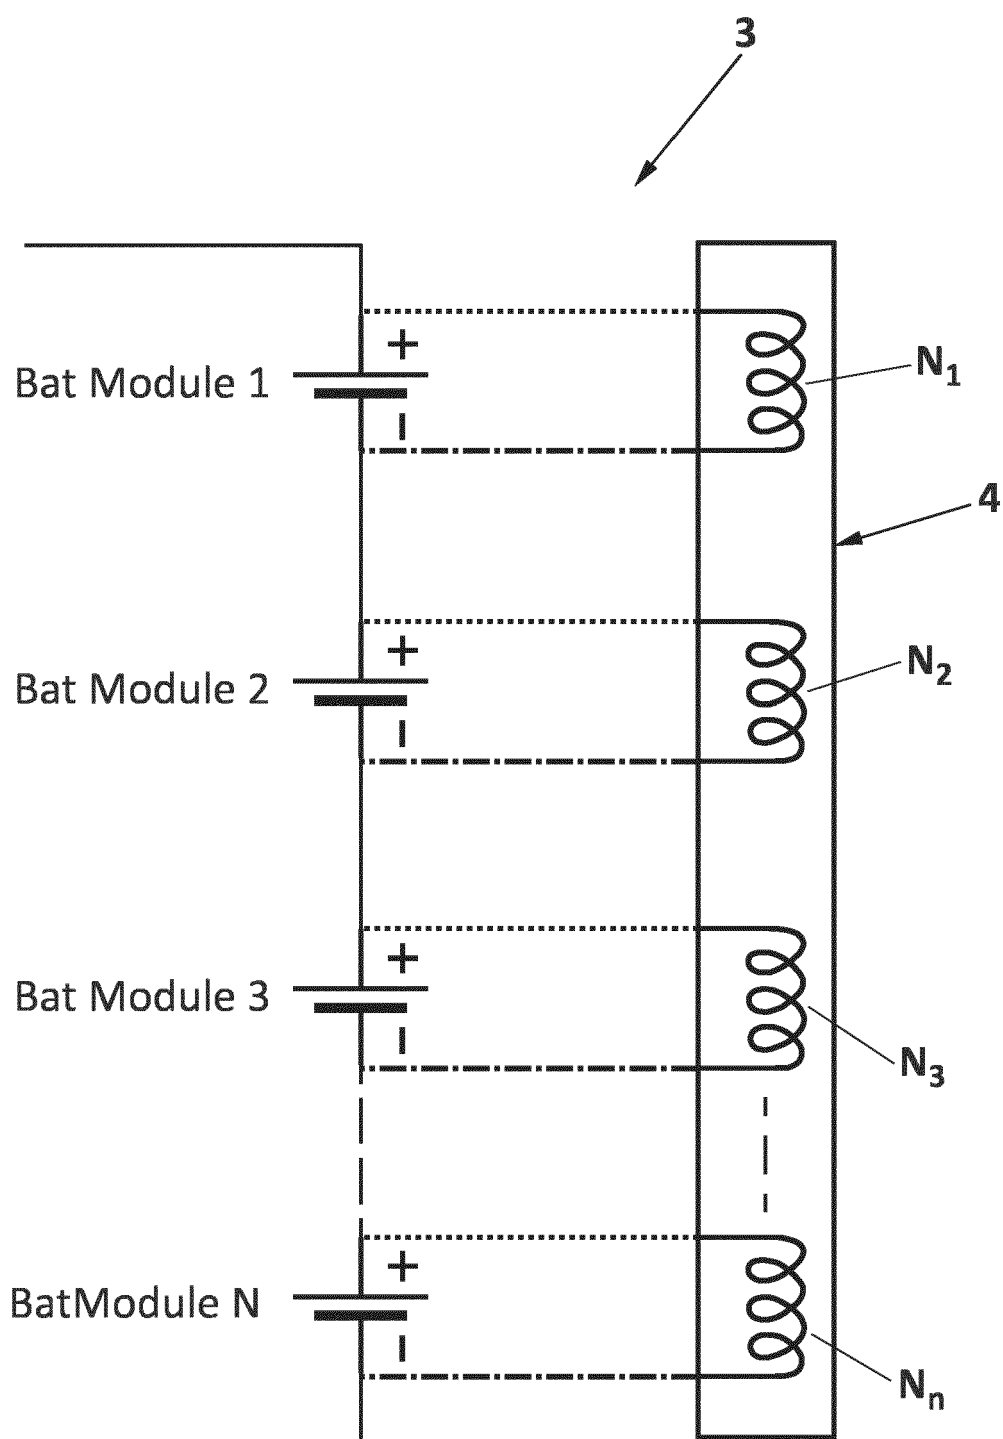 3
+
Bat Module 1
N₁
–
4
+
N₂
Bat Module 2
–
+
Bat Module 3
–
N₃
+
BatModule N
–
Nₙ